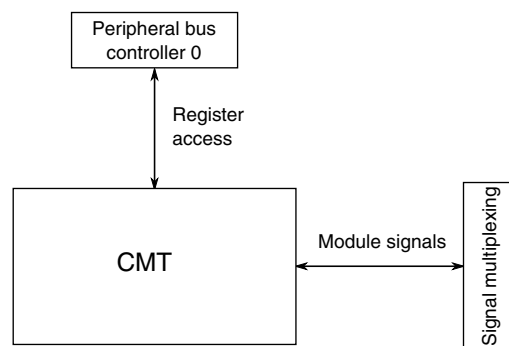 Peripheral bus
controller 0
Register
access
CMT
Module signals
Signal multiplexing